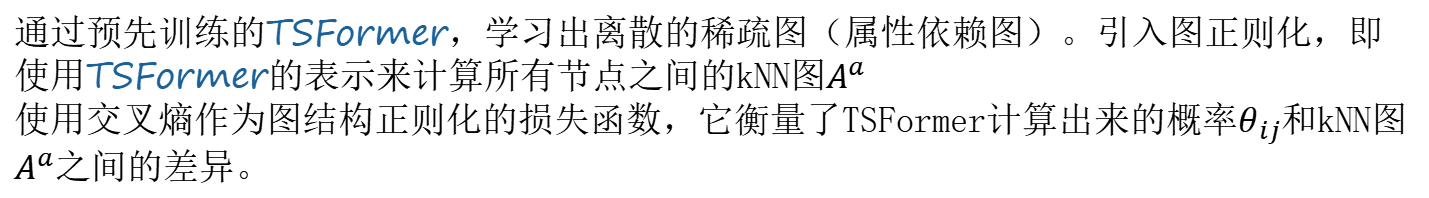 通过预先训练的TSFormer，学习出离散的稀疏图（属性依赖图）。引入图正则化，即
使用TSFormer的表示来计算所有节点之间的kNN图Aᵃ
使用交叉熵作为图结构正则化的损失函数，它衡量了TSFormer计算出来的概率θᵢⱼ和kNN图
Aᵃ之间的差异。